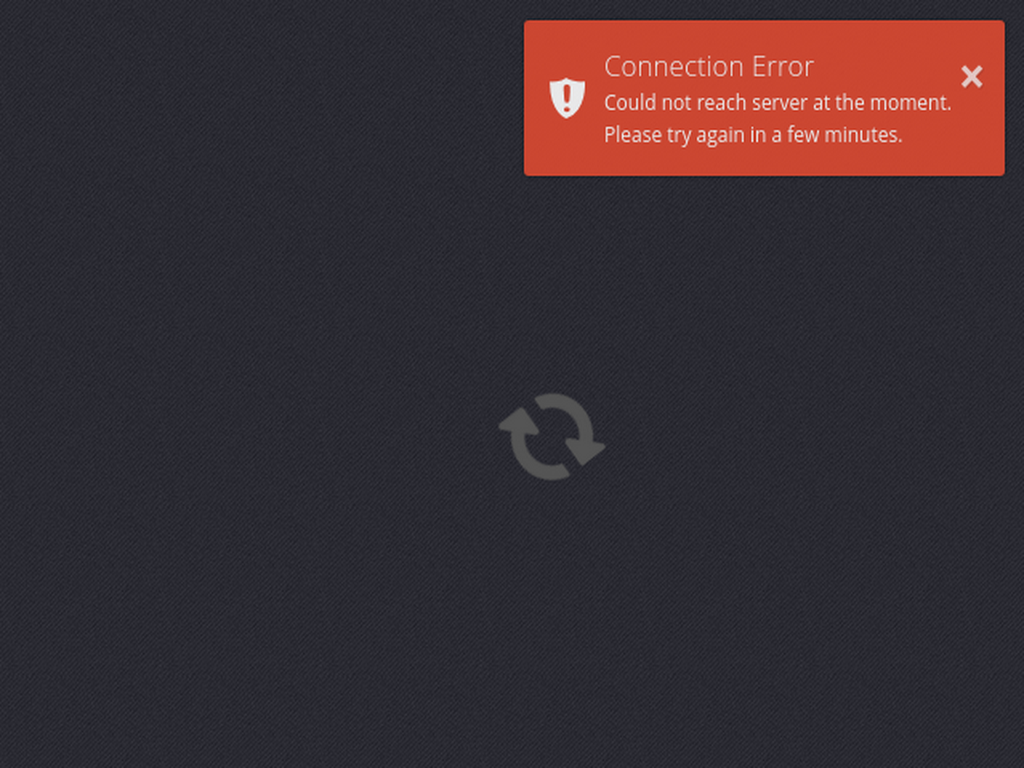 Connection Error
Could not reach server at the moment.
Please try again in a few minutes.